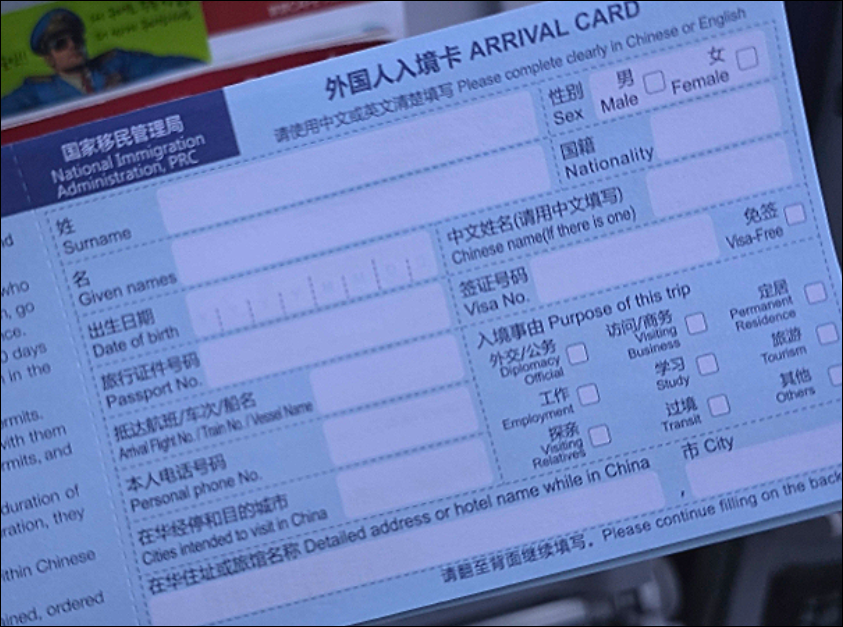 外国人入境卡 ARRIVAL CARD
请使用中文或英文清楚填写 Please complete clearly in Chinese or English
国家移民管理局
National Immigration
Administration, PRC
姓
Surname
名
Given names
出生日期
Date of birth
旅行证件号码
Passport No.
抵达航班/车次/船名
Arrival Flight No. / Train No. / Vessel Name
本人电话号码
Personal phone No.
在华经停和目的城市
Cities intended to visit in China
在华住址或旅馆名称 Detailed address or hotel name while in China
市 City
性别
Sex
男
Male
女
Female
国籍
Nationality
中文姓名(请用中文填写)
Chinese name(If there is one)
签证号码
Visa No.
免签
Visa-Free
入境事由 Purpose of this trip
外交/公务
Diplomacy
Official
访问/商务
Visiting
Business
定居
Permanent
Residence
工作
Employment
学习
Study
旅游
Tourism
探亲
Visiting
Relatives
过境
Transit
其他
Others
请翻至背面继续填写。Please continue filling on the back
who
, go
days
in the
ermits.
with them
rmits, and
duration of
ration, they
ithin Chinese
ined, ordered